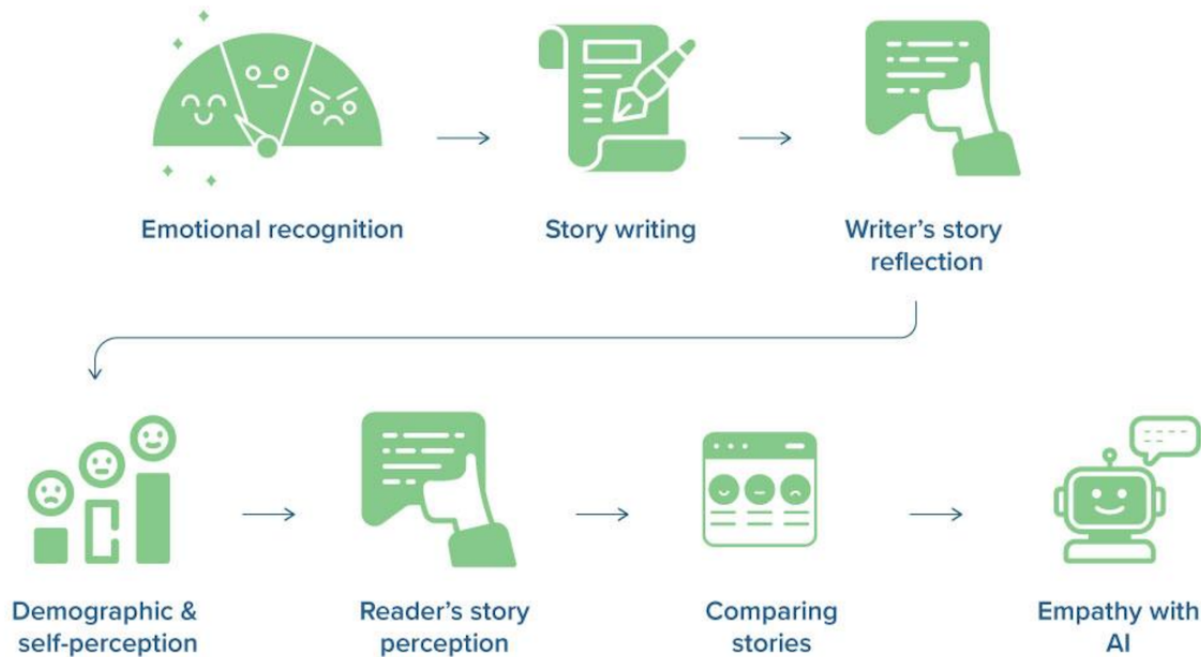 Emotional recognition
Story writing
Writer’s story
reflection
Demographic &
self-perception
Reader’s story
perception
Comparing
stories
Empathy with
AI